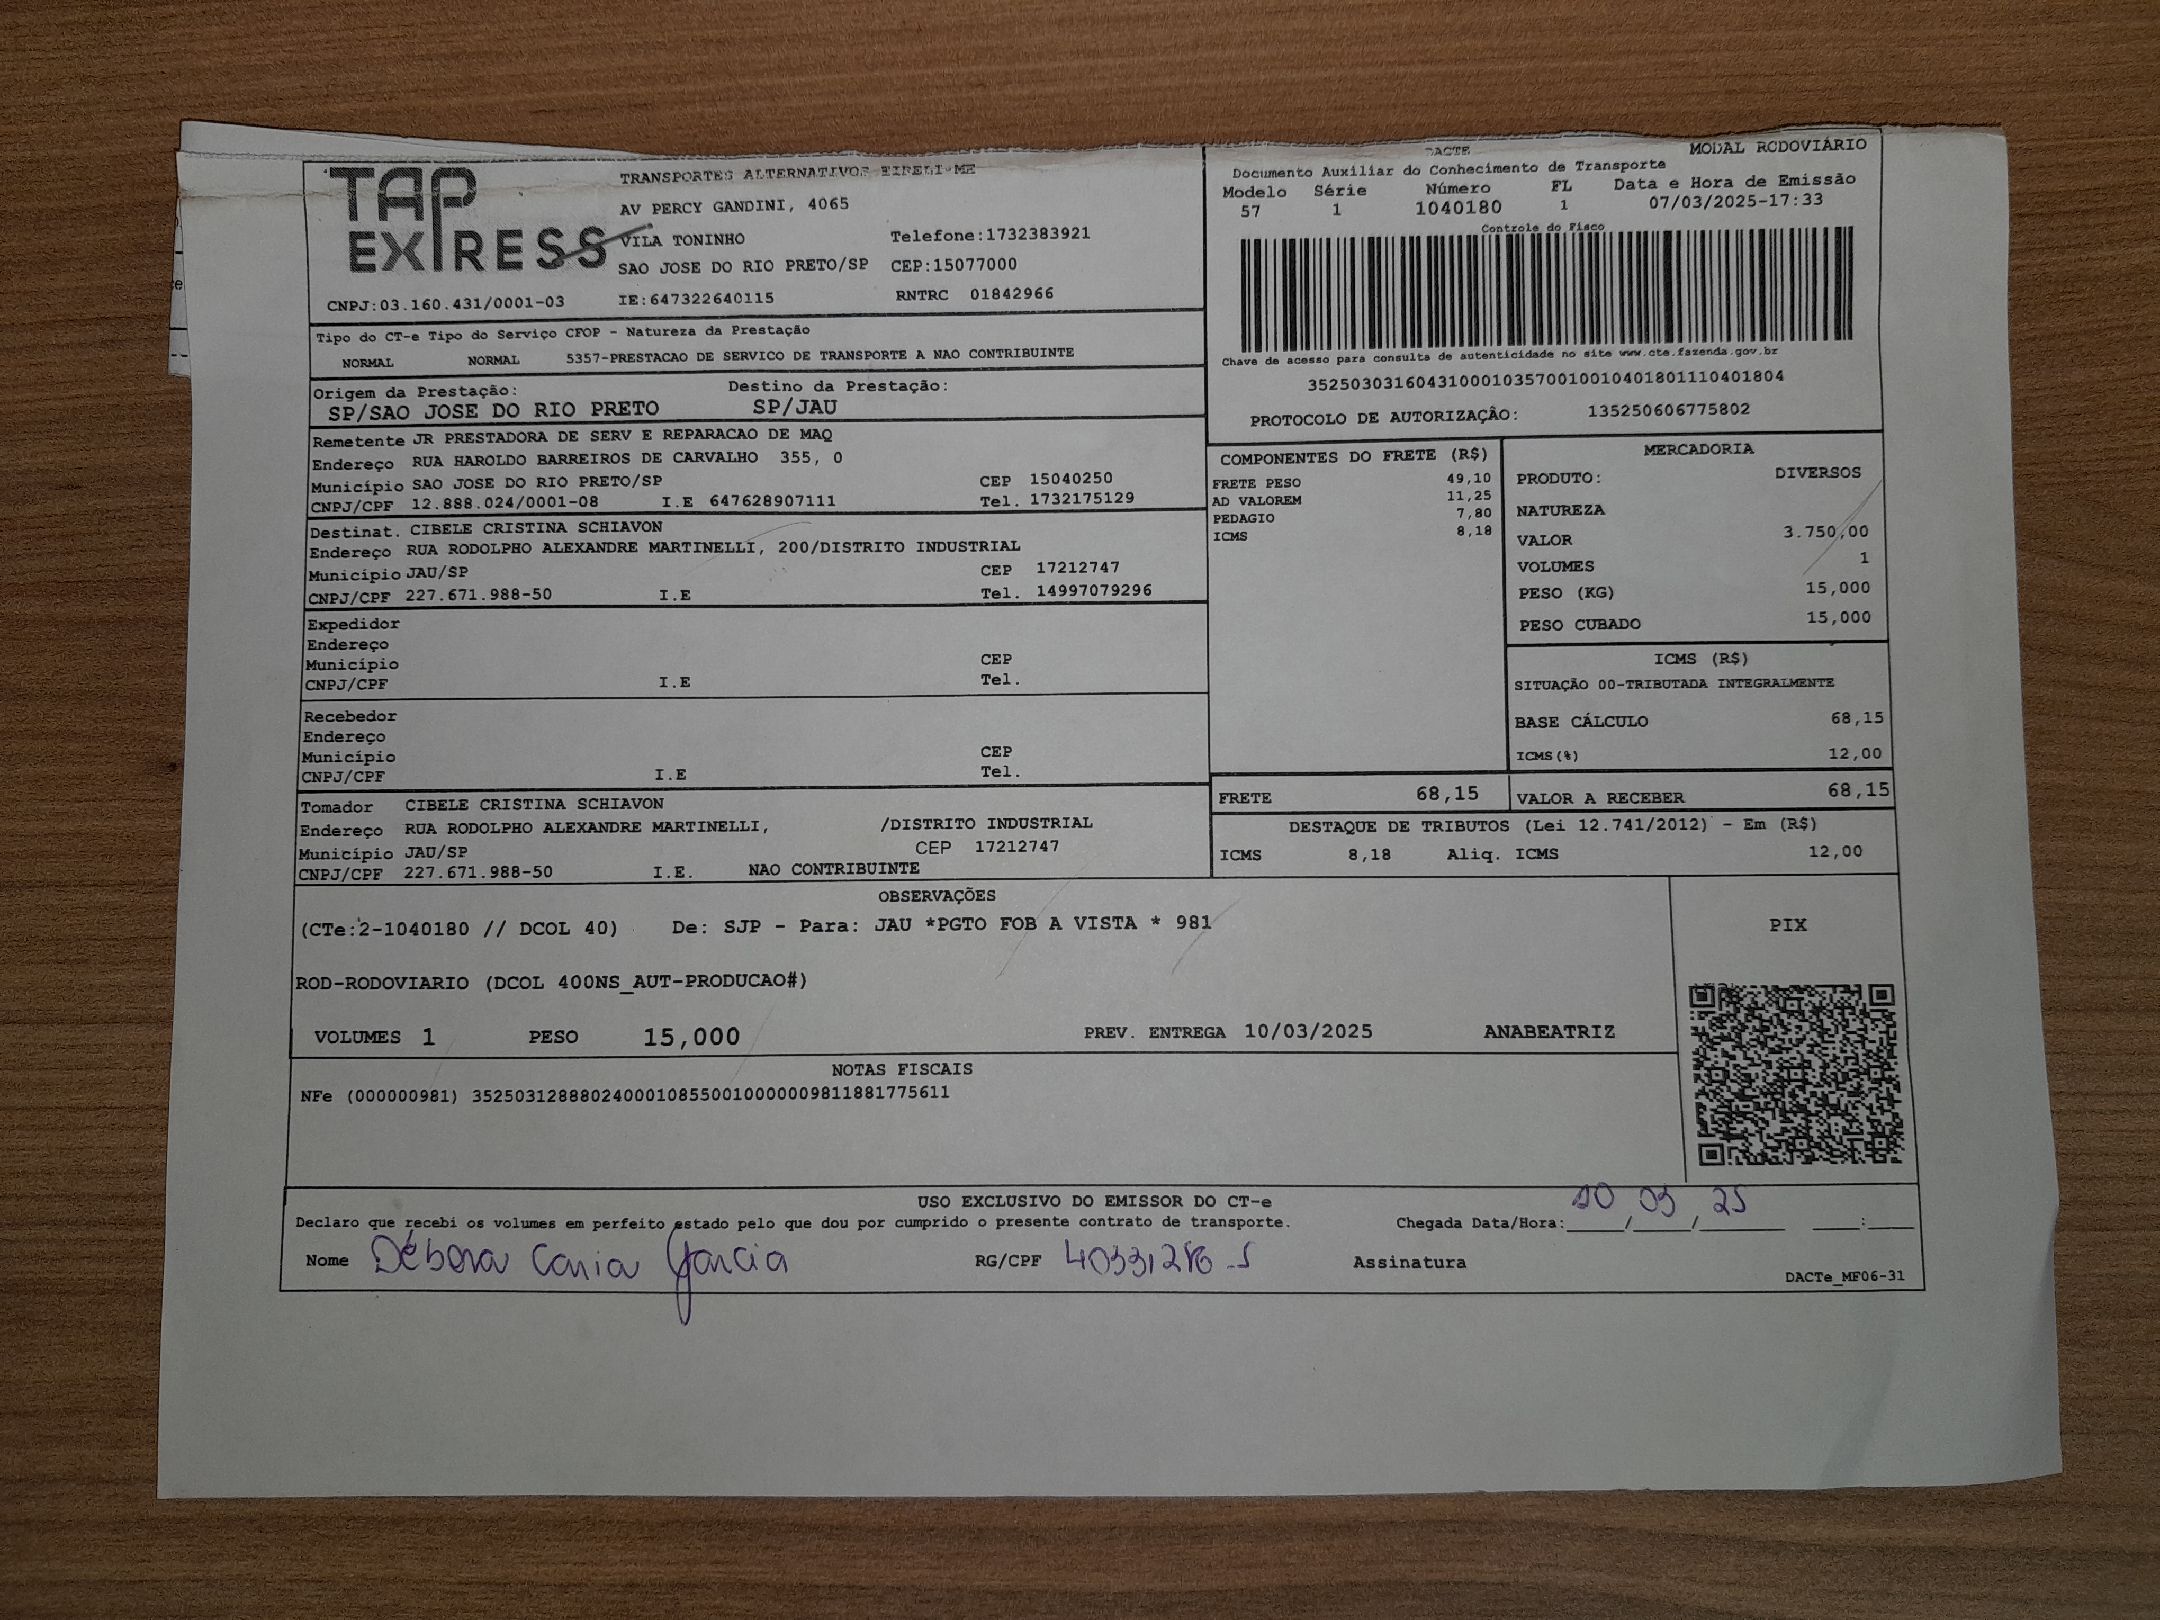 TAP EXPRESS
TRANSPORTES ALTERNATIVOS EIRELI-ME
AV PERCY GANDINI, 4065
VILA TONINHO Telefone:1732383921
SAO JOSE DO RIO PRETO/SP CEP:15077000
CNPJ:03.160.431/0001-03 IE:647322640115 RNTRC 01842966
DACTE MODAL RODOVIÁRIO
Documento Auxiliar do Conhecimento de Transporte
Modelo Série Número FL Data e Hora de Emissão
57 1 1040180 1 07/03/2025-17:33
Controle do Fisco
Chave de acesso para consulta de autenticidade no site www.cte.fazenda.gov.br
35250303160431000103570010010401801110401804
PROTOCOLO DE AUTORIZAÇÃO: 135250606775802
Tipo do CT-e Tipo do Serviço CFOP - Natureza da Prestação
NORMAL NORMAL 5357-PRESTACAO DE SERVICO DE TRANSPORTE A NAO CONTRIBUINTE
Origem da Prestação: Destino da Prestação:
SP/SAO JOSE DO RIO PRETO SP/JAU
Remetente JR PRESTADORA DE SERV E REPARACAO DE MAQ
Endereço RUA HAROLDO BARREIROS DE CARVALHO 355, 0
Município SAO JOSE DO RIO PRETO/SP CEP 15040250
CNPJ/CPF 12.888.024/0001-08 I.E 647628907111 Tel. 1732175129
Destinat. CIBELE CRISTINA SCHIAVON
Endereço RUA RODOLPHO ALEXANDRE MARTINELLI, 200/DISTRITO INDUSTRIAL
Município JAU/SP CEP 17212747
CNPJ/CPF 227.671.988-50 I.E Tel. 14997079296
Expedidor
Endereço
Município CEP
CNPJ/CPF I.E Tel.
Recebedor
Endereço
Município CEP
CNPJ/CPF I.E Tel.
Tomador CIBELE CRISTINA SCHIAVON
Endereço RUA RODOLPHO ALEXANDRE MARTINELLI, /DISTRITO INDUSTRIAL
Município JAU/SP CEP 17212747
CNPJ/CPF 227.671.988-50 I.E. NAO CONTRIBUINTE
COMPONENTES DO FRETE (R$)
FRETE PESO 49,10
AD VALOREM 11,25
PEDAGIO 7,80
ICMS 8,18
MERCADORIA
PRODUTO: DIVERSOS
NATUREZA
VALOR 3.750,00
VOLUMES 1
PESO (KG) 15,000
PESO CUBADO 15,000
ICMS (R$)
SITUAÇÃO 00-TRIBUTADA INTEGRALMENTE
BASE CÁLCULO 68,15
ICMS(%) 12,00
FRETE 68,15 VALOR A RECEBER 68,15
DESTAQUE DE TRIBUTOS (Lei 12.741/2012) - Em (R$)
ICMS 8,18 Aliq. ICMS 12,00
OBSERVAÇÕES
(CTe:2-1040180 // DCOL 40) De: SJP - Para: JAU *PGTO FOB A VISTA * 981
ROD-RODOVIARIO (DCOL 400NS_AUT-PRODUCAO#)
VOLUMES 1 PESO 15,000 PREV. ENTREGA 10/03/2025 ANABEATRIZ
PIX
NOTAS FISCAIS
NFe (000000981) 35250312888024000108550010000009811881775611
USO EXCLUSIVO DO EMISSOR DO CT-e
Declaro que recebi os volumes em perfeito estado pelo que dou por cumprido o presente contrato de transporte. Chegada Data/Hora: 10/03/25 :
Nome Débora Caria Garcia RG/CPF Assinatura
DACTe_MF06-31